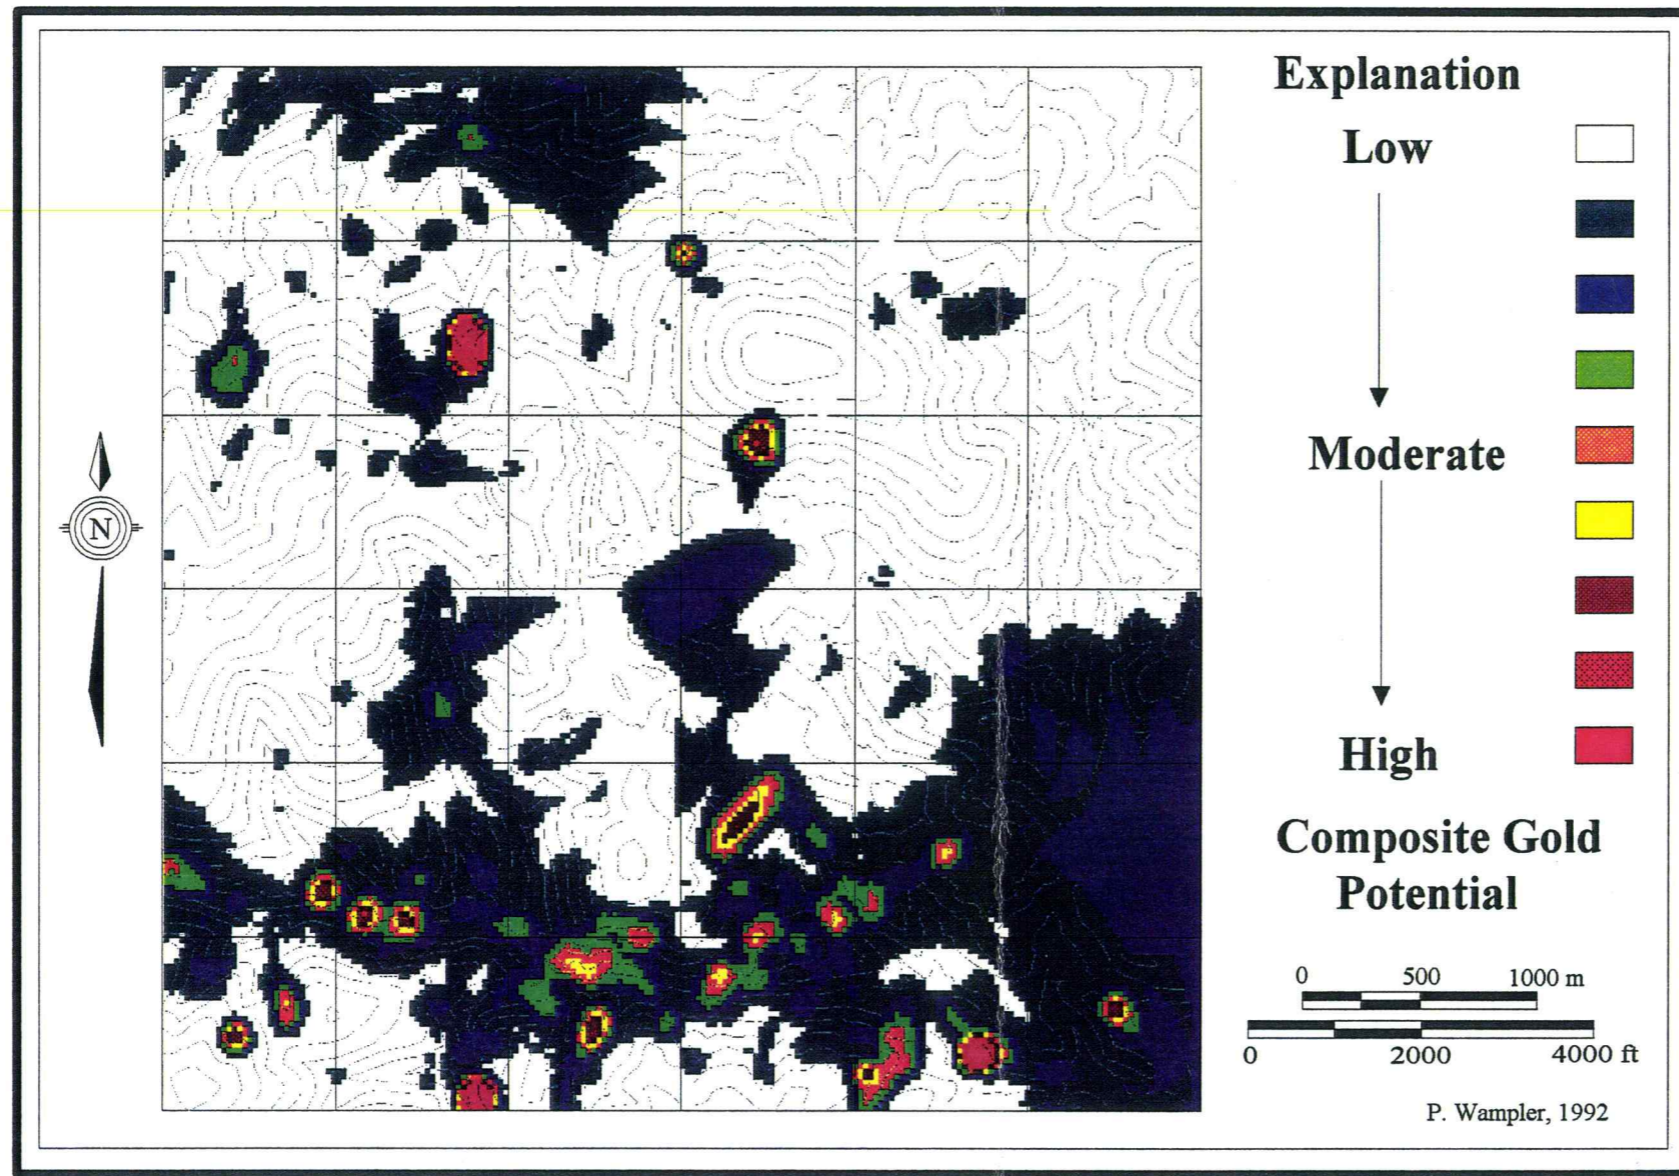 Explanation
Low
Moderate
High
Composite Gold
Potential
N
0 500 1000 m
0 2000 4000 ft
P. Wampler, 1992